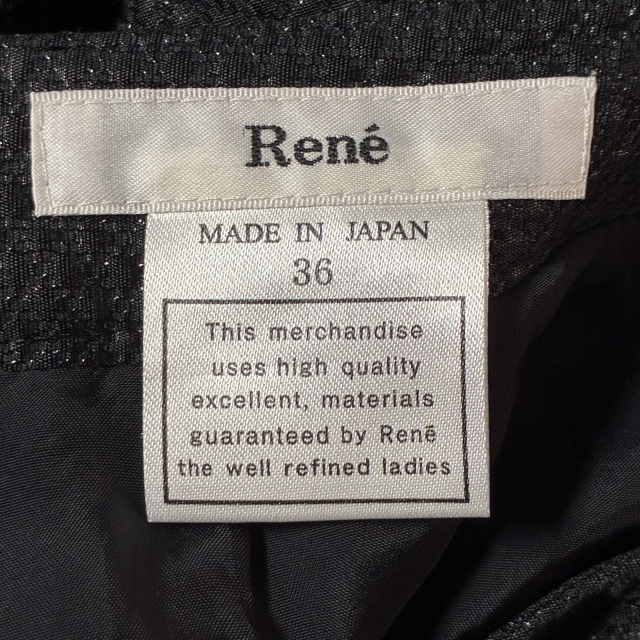 René
MADE IN JAPAN
36
This merchandise
uses high quality
excellent, materials
guaranteed by René
the well refined ladies